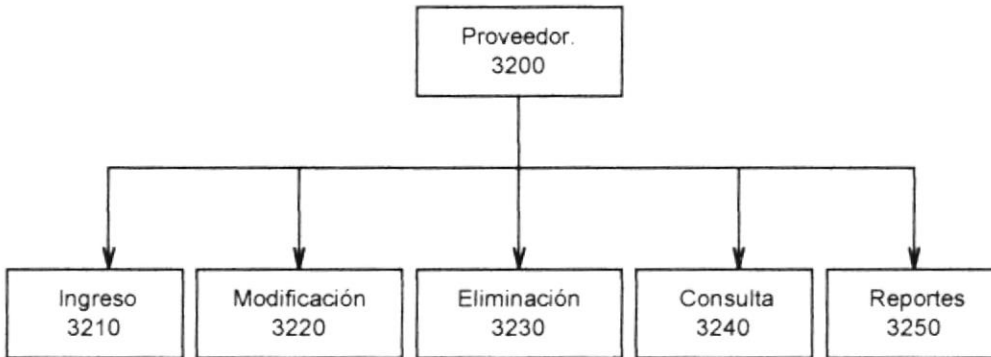 Proveedor.
3200
Ingreso
3210
Modificación
3220
Eliminación
3230
Consulta
3240
Reportes
3250